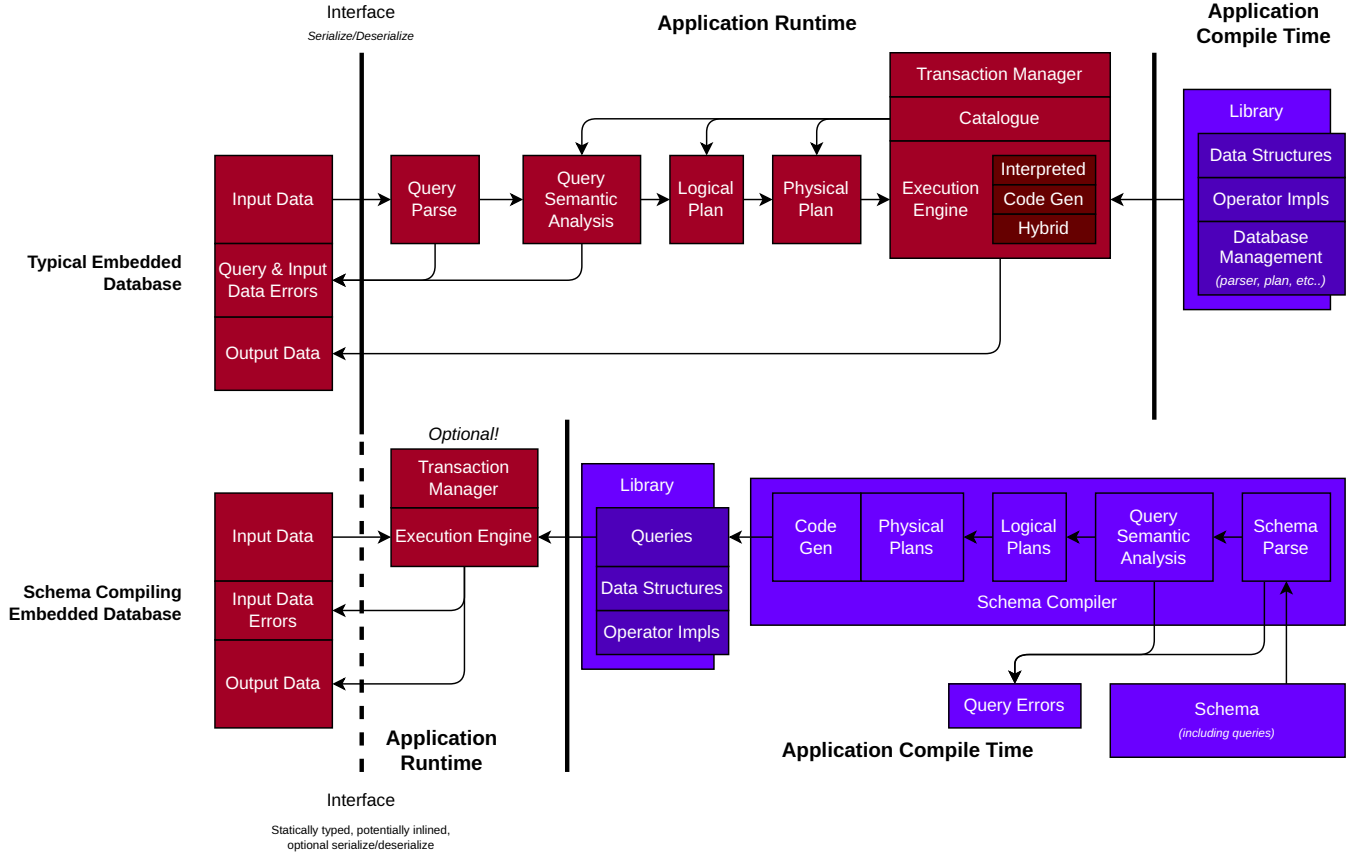 Interface
Serialize/Deserialize
Application Runtime
Application
Compile Time
Transaction Manager
Catalogue
Library
Input Data
Query
Parse
Query
Semantic
Analysis
Logical
Plan
Physical
Plan
Execution
Engine
Interpreted
Code Gen
Hybrid
Data Structures
Operator Impls
Database
Management
(parser, plan, etc..)
Typical Embedded
Database
Query & Input
Data Errors
Output Data
Optional!
Transaction
Manager
Execution Engine
Library
Queries
Data Structures
Operator Impls
Code
Gen
Physical
Plans
Logical
Plans
Query
Semantic
Analysis
Schema
Parse
Schema Compiler
Input Data
Schema Compiling
Embedded Database
Input Data
Errors
Output Data
Query Errors
Schema
(including queries)
Application
Runtime
Application Compile Time
Interface
Statically typed, potentially inlined,
optional serialize/deserialize